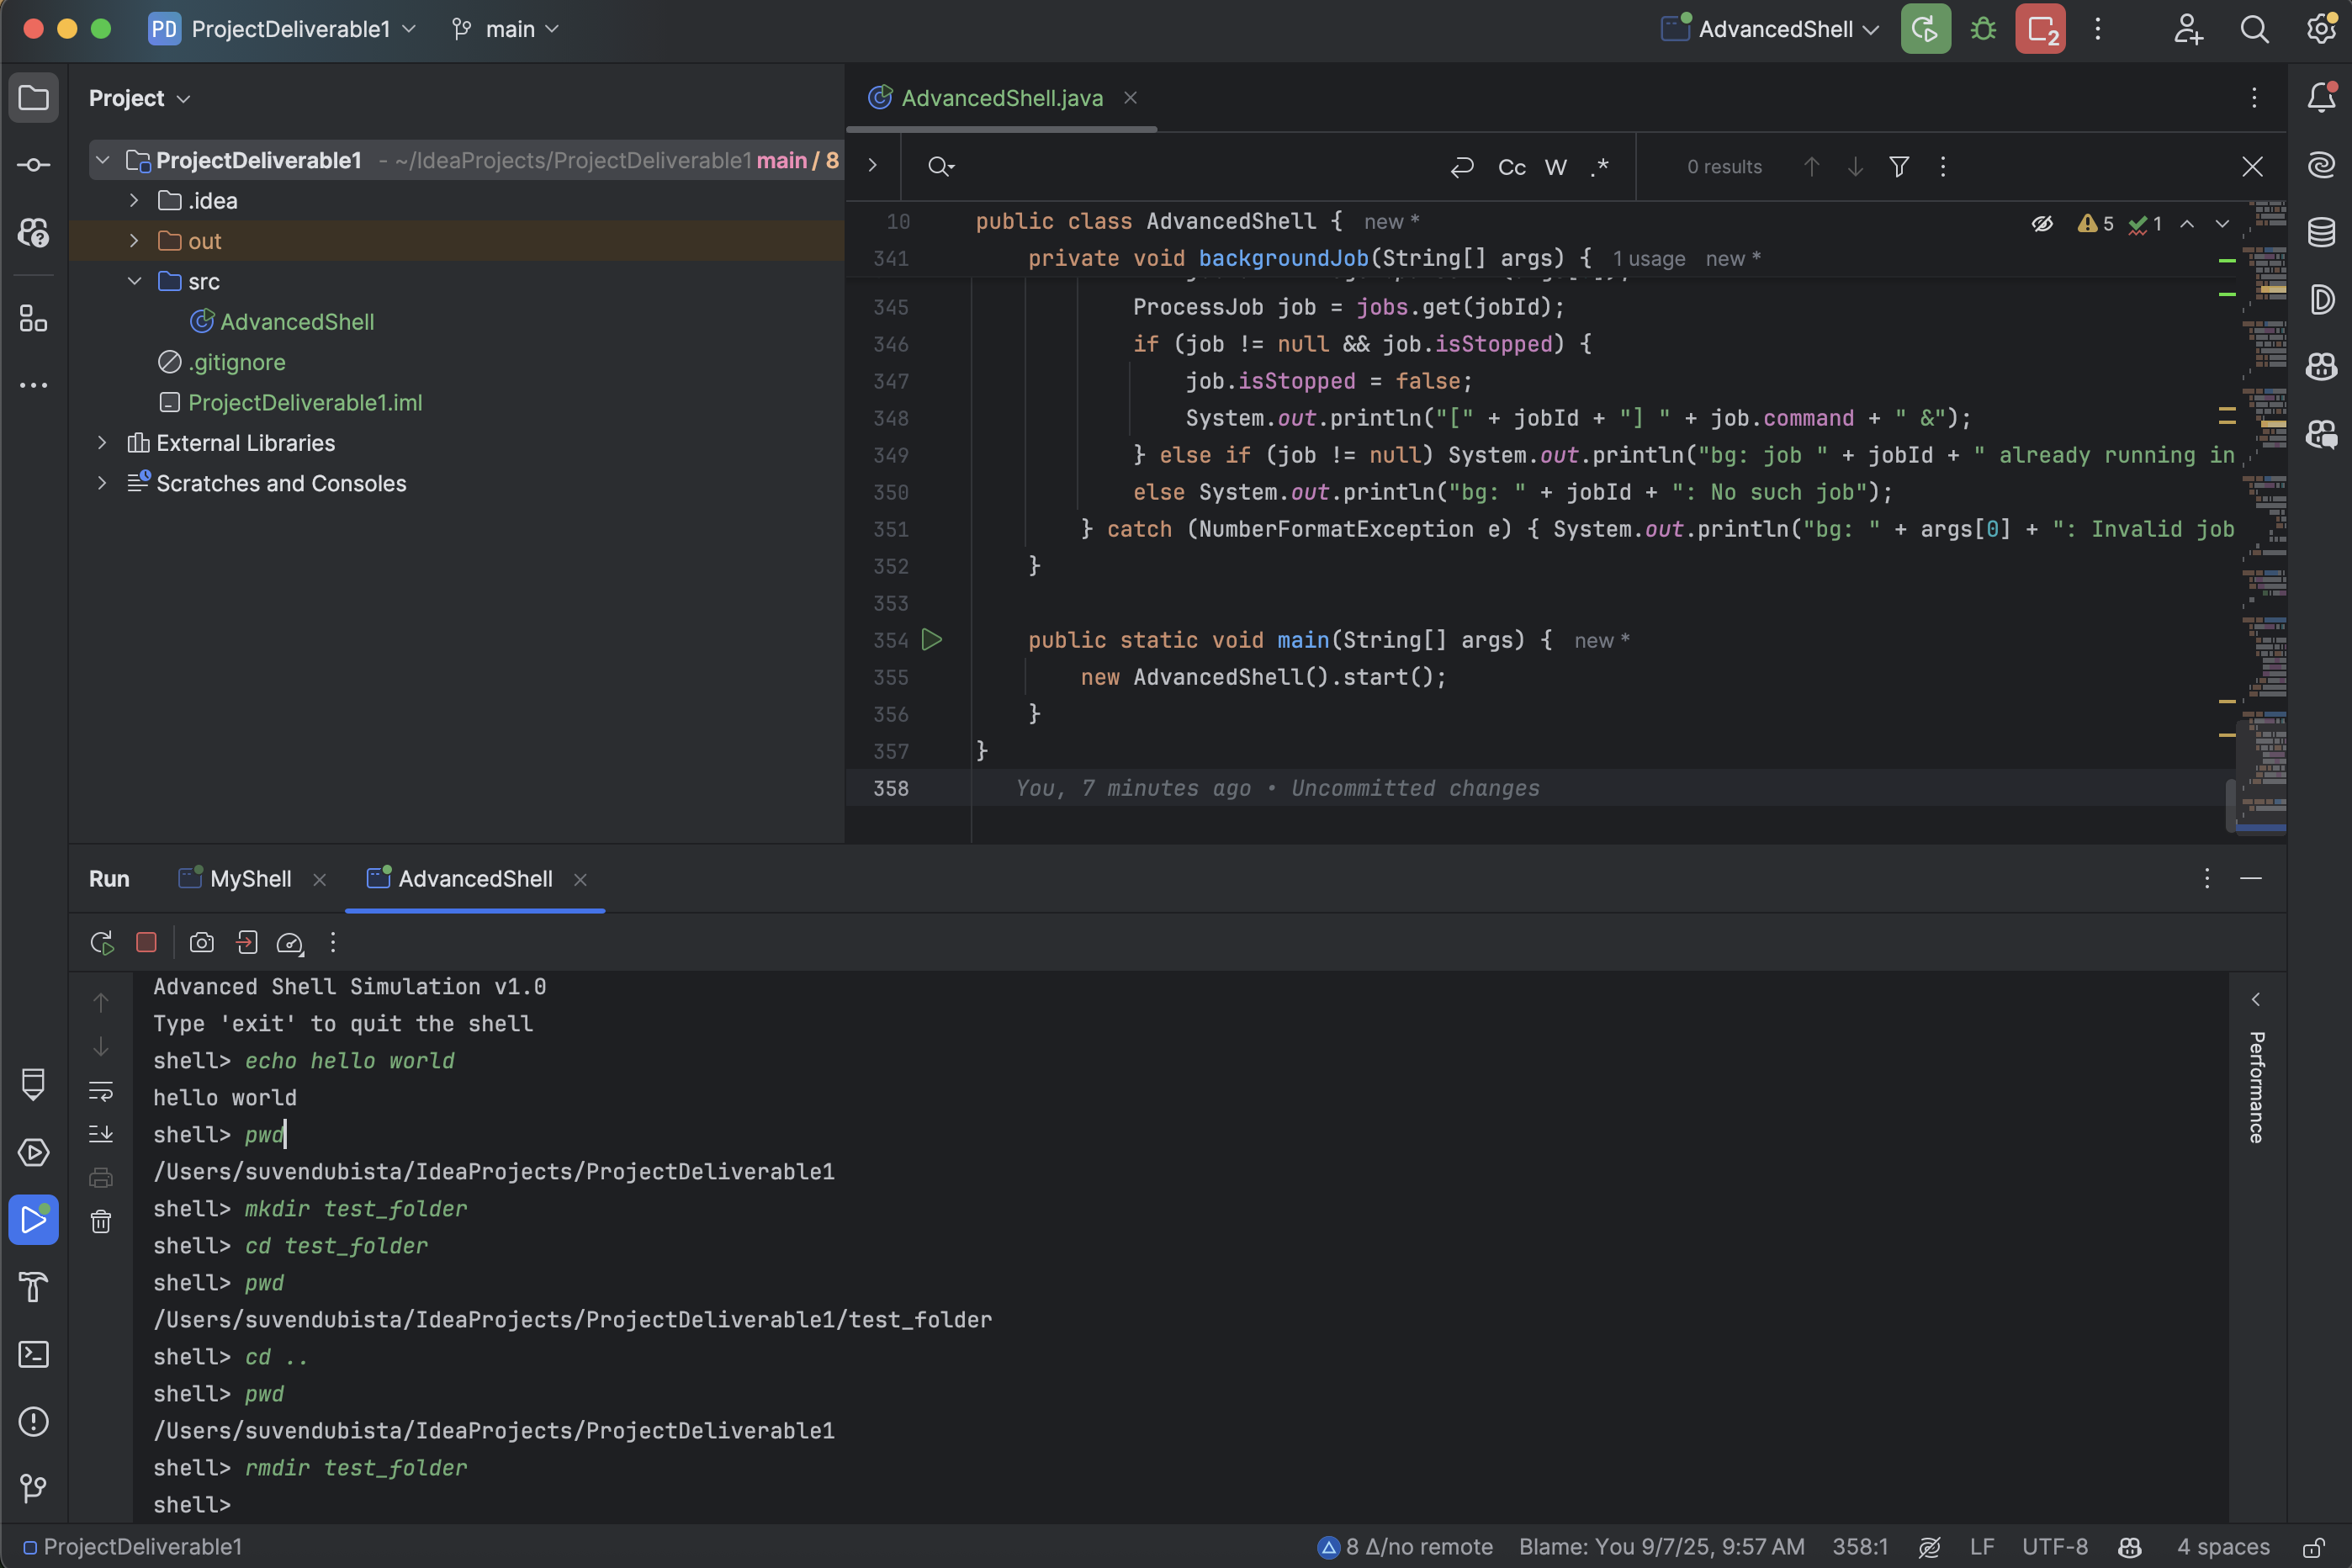 PD ProjectDeliverable1 main AdvancedShell 2
Project
AdvancedShell.java
ProjectDeliverable1 - ~/IdeaProjects/ProjectDeliverable1 main / 8
.idea
out
src
AdvancedShell
.gitignore
ProjectDeliverable1.iml
External Libraries
Scratches and Consoles
Cc W .* 0 results
10 public class AdvancedShell { new *
5 1
341 private void backgroundJob(String[] args) { 1 usage new *
345 ProcessJob job = jobs.get(jobId);
346 if (job != null && job.isStopped) {
347 job.isStopped = false;
348 System.out.println("[" + jobId + "] " + job.command + " &");
349 } else if (job != null) System.out.println("bg: job " + jobId + " already running in
350 else System.out.println("bg: " + jobId + ": No such job");
351 } catch (NumberFormatException e) { System.out.println("bg: " + args[0] + ": Invalid job
352 }
353
354 public static void main(String[] args) { new *
355 new AdvancedShell().start();
356 }
357 }
358 You, 7 minutes ago • Uncommitted changes
Run MyShell AdvancedShell
Advanced Shell Simulation v1.0
Type 'exit' to quit the shell
shell> echo hello world
hello world
shell> pwd
/Users/suvendubista/IdeaProjects/ProjectDeliverable1
shell> mkdir test_folder
shell> cd test_folder
shell> pwd
/Users/suvendubista/IdeaProjects/ProjectDeliverable1/test_folder
shell> cd ..
shell> pwd
/Users/suvendubista/IdeaProjects/ProjectDeliverable1
shell> rmdir test_folder
shell>
Performance
ProjectDeliverable1 8 Δ/no remote Blame: You 9/7/25, 9:57 AM 358:1 LF UTF-8 4 spaces